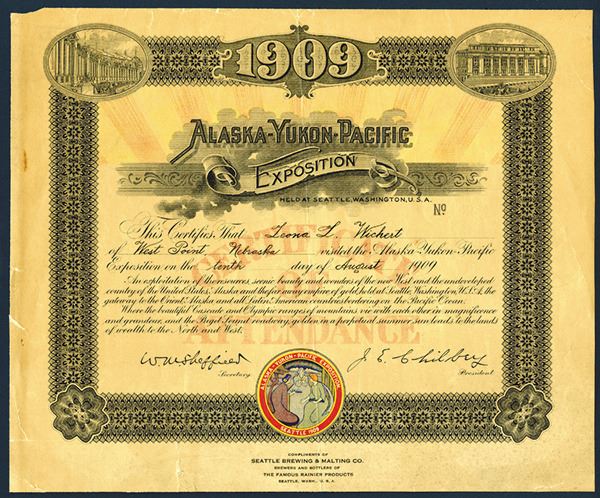 1909
ALASKA-YUKON-PACIFIC
EXPOSITION
HELD AT SEATTLE, WASHINGTON, U.S.A.
No
This Certifies That Leona L. Wichert
of West Point, Nebraska visited the Alaska-Yukon-Pacific
Exposition on the tenth day of August 1909
An exploitation of the resources, scenic beauty and wonders of the new West and the undeveloped
country of the United States. Alaska and the far away empire of gold, held at Seattle, Washington, U.S.A. the
gateway to the Orient, Alaska and all Latin American countries bordering on the Pacific Ocean.
Where the beautiful Cascade and Olympic ranges of mountains vie with each other in magnificence
and grandeur, and the Puget Sound roadway, golden in a perpetual summer sun leads to the lands
of wealth to the North and West.
CERTIFICATE
OF
ATTENDANCE
W M Sheffield
Secretary.
J. E. Chilberg
President.
ALASKA-YUKON-PACIFIC EXPOSITION
SEATTLE 1909
COMPLIMENTS OF
SEATTLE BREWING & MALTING CO.
BREWERS AND BOTTLERS OF
THE FAMOUS RAINIER PRODUCTS
SEATTLE, WASH., U. S. A.